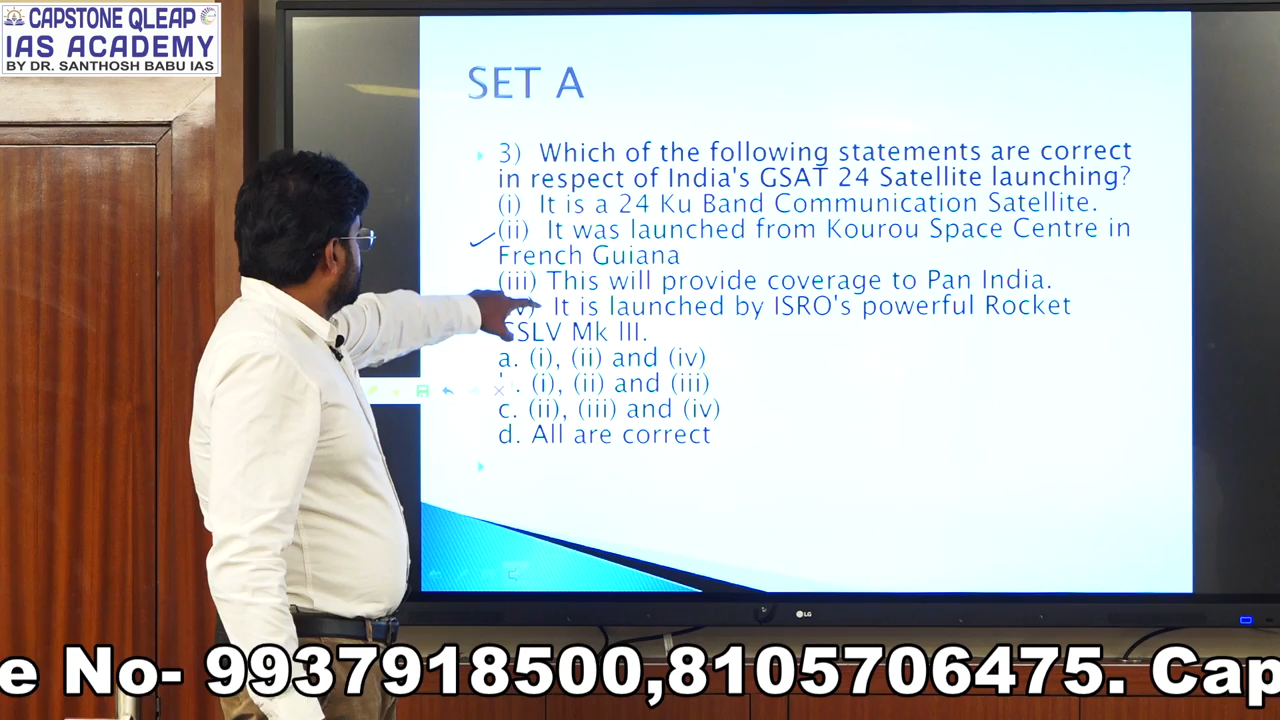 CAPSTONE QLEAP
IAS ACADEMY
BY DR. SANTHOSH BABU IAS
SET A
3) Which of the following statements are correct
in respect of India's GSAT 24 Satellite launching?
(i) It is a 24 Ku Band Communication Satellite.
(ii) It was launched from Kourou Space Centre in
French Guiana
(iii) This will provide coverage to Pan India.
It is launched by ISRO's powerful Rocket
Mk III.
a. (i), (ii) and (iv)
(i), (ii) and (iii)
c. (ii), (iii) and (iv)
d. All are correct
LG
e No- 9937918500,8105706475. Cap